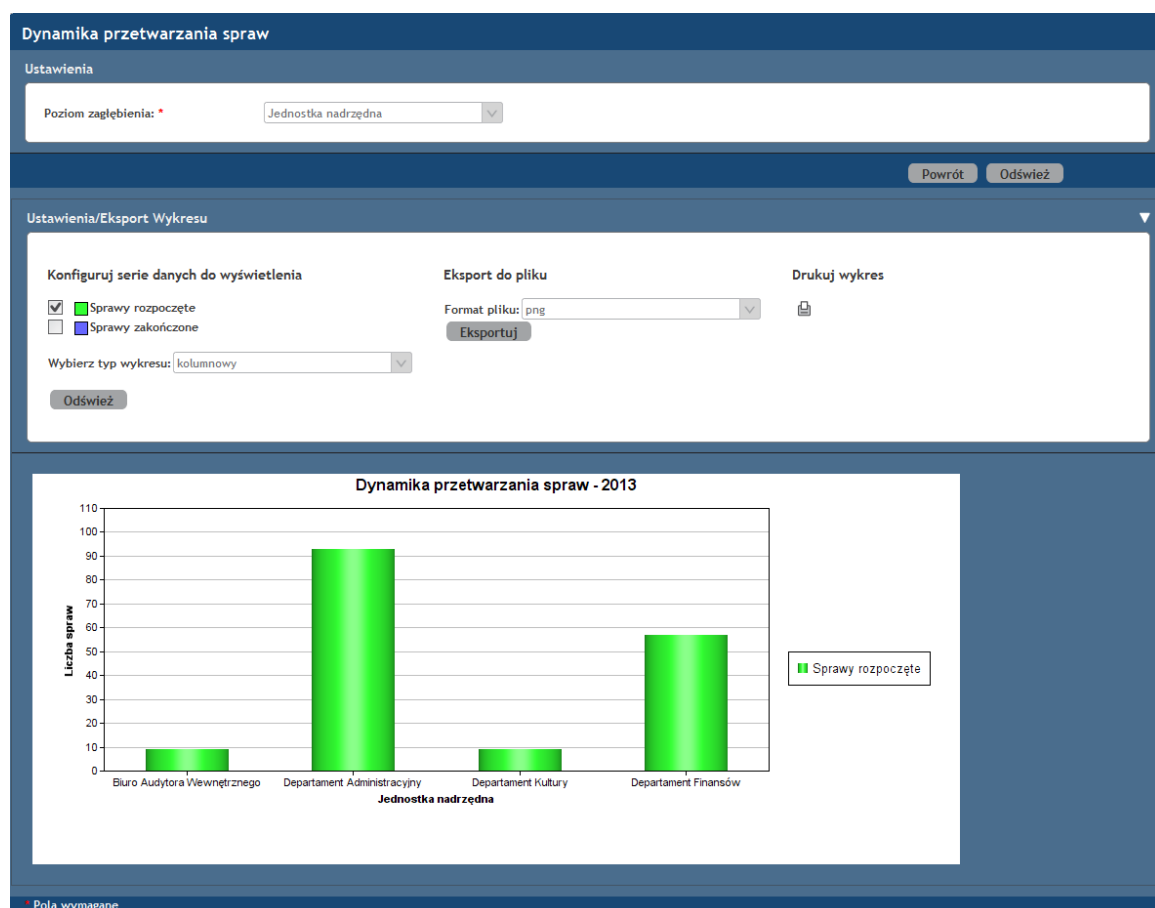 Dynamika przetwarzania spraw
Ustawienia
Poziom zagłębienia: * Jednostka nadrzędna
Powrót Odśwież
Ustawienia/Eksport Wykresu
Konfiguruj serie danych do wyświetlenia Eksport do pliku Drukuj wykres
Sprawy rozpoczęte Format pliku: png
Sprawy zakończone Eksportuj
Wybierz typ wykresu: kolumnowy
Odśwież
Dynamika przetwarzania spraw - 2013
110
100
90
80
70
60
50
40
30
20
10
0
Liczba spraw
Sprawy rozpoczęte
Biuro Audytora Wewnętrznego Departament Administracyjny Departament Kultury Departament Finansów
Jednostka nadrzędna
* Pola wymagane